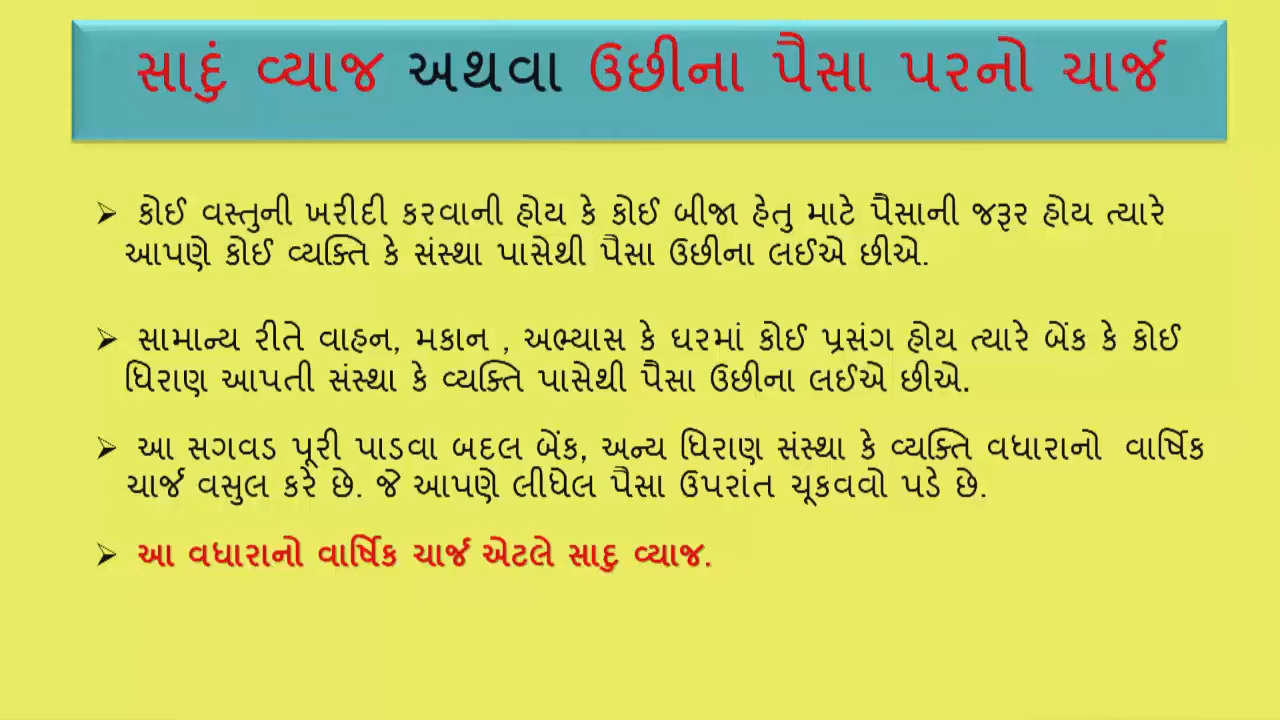 સાદું વ્યાજ અથવા ઉછીના પૈસા પરનો ચાર્જ
➢ કોઈ વસ્તુની ખરીદી કરવાની હોય કે કોઈ બીજા હેતુ માટે પૈસાની જરૂર હોય ત્યારે
આપણે કોઈ વ્યક્તિ કે સંસ્થા પાસેથી પૈસા ઉછીના લઈએ છીએ.
➢ સામાન્ય રીતે વાહન, મકાન , અભ્યાસ કે ઘરમાં કોઈ પ્રસંગ હોય ત્યારે બેંક કે કોઈ
ધિરાણ આપતી સંસ્થા કે વ્યક્તિ પાસેથી પૈસા ઉછીના લઈએ છીએ.
➢ આ સગવડ પૂરી પાડવા બદલ બેંક, અન્ય ધિરાણ સંસ્થા કે વ્યક્તિ વધારાનો વાર્ષિક
ચાર્જ વસુલ કરે છે. જે આપણે લીધેલ પૈસા ઉપરાંત ચૂકવવો પડે છે.
➢ આ વધારાનો વાર્ષિક ચાર્જ એટલે સાદુ વ્યાજ.